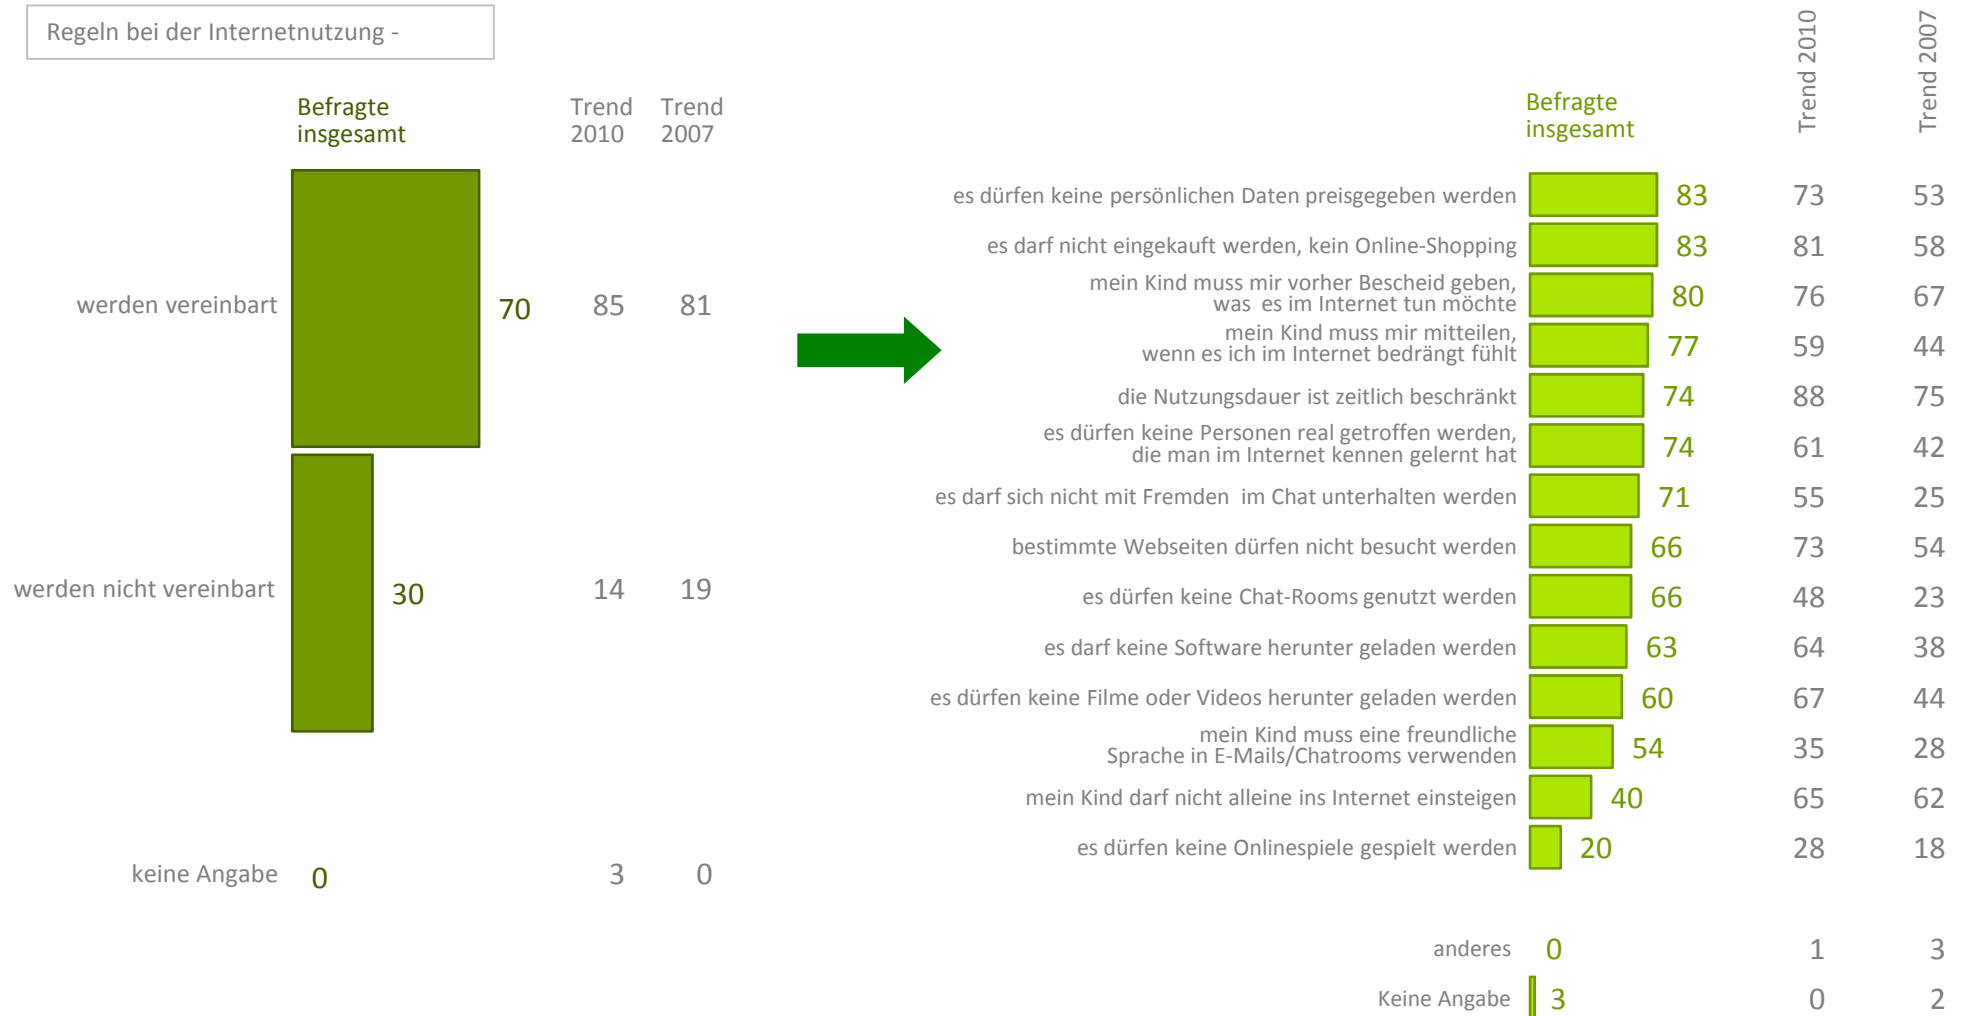 Regeln bei der Internetnutzung -
Befragte
insgesamt
Trend
2010
Trend
2007
werden vereinbart 70 85 81
werden nicht vereinbart 30 14 19
keine Angabe 0 3 0
Befragte
insgesamt
Trend 2010
Trend 2007
es dürfen keine persönlichen Daten preisgegeben werden 83 73 53
es darf nicht eingekauft werden, kein Online-Shopping 83 81 58
mein Kind muss mir vorher Bescheid geben,
was es im Internet tun möchte 80 76 67
mein Kind muss mir mitteilen,
wenn es ich im Internet bedrängt fühlt 77 59 44
die Nutzungsdauer ist zeitlich beschränkt 74 88 75
es dürfen keine Personen real getroffen werden,
die man im Internet kennen gelernt hat 74 61 42
es darf sich nicht mit Fremden im Chat unterhalten werden 71 55 25
bestimmte Webseiten dürfen nicht besucht werden 66 73 54
es dürfen keine Chat-Rooms genutzt werden 66 48 23
es darf keine Software herunter geladen werden 63 64 38
es dürfen keine Filme oder Videos herunter geladen werden 60 67 44
mein Kind muss eine freundliche
Sprache in E-Mails/Chatrooms verwenden 54 35 28
mein Kind darf nicht alleine ins Internet einsteigen 40 65 62
es dürfen keine Onlinespiele gespielt werden 20 28 18
anderes 0 1 3
Keine Angabe 3 0 2